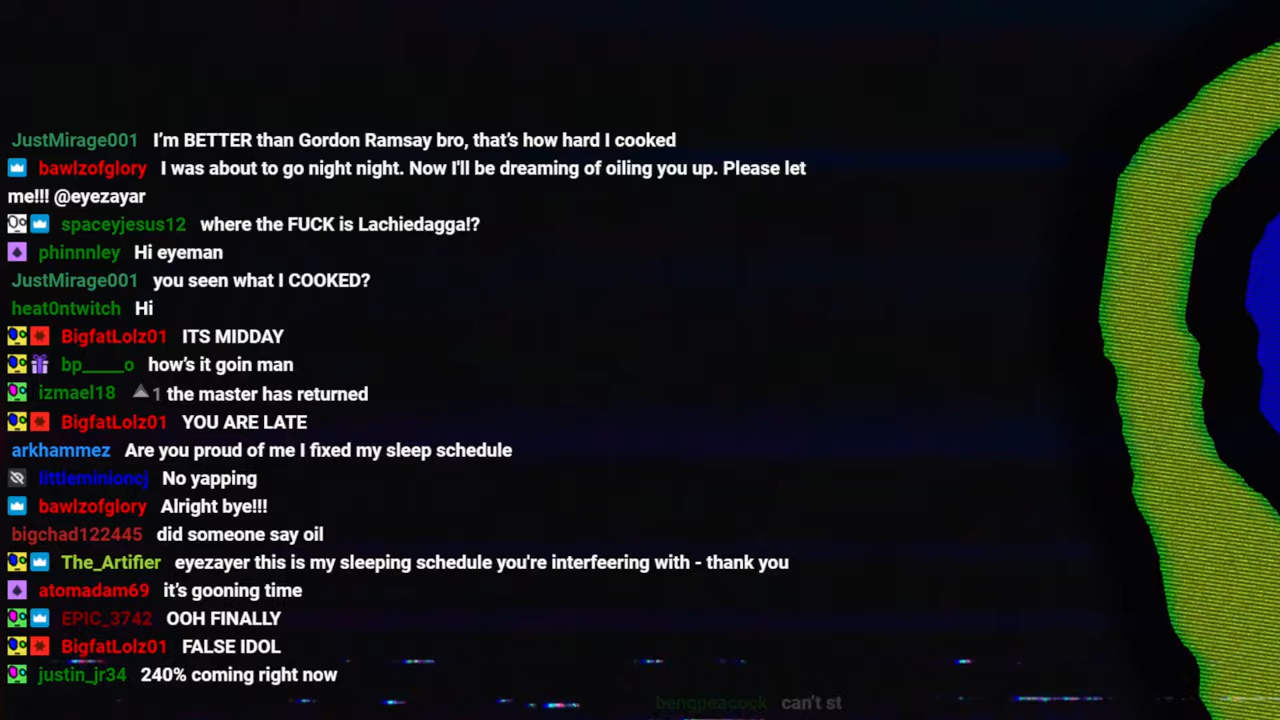 JustMirage001 I'm BETTER than Gordon Ramsay bro, that's how hard I cooked
bawlzofglory I was about to go night night. Now I'll be dreaming of oiling you up. Please let
me!!! @eyezayar
spaceyjesus12 where the FUCK is Lachiedagga!?
phinnnley Hi eyeman
JustMirage001 you seen what I COOKED?
heat0ntwitch Hi
BigfatLolz01 ITS MIDDAY
bp_____o how's it goin man
izmael18 1 the master has returned
BigfatLolz01 YOU ARE LATE
arkhammez Are you proud of me I fixed my sleep schedule
littleminioncj No yapping
bawlzofglory Alright bye!!!
bigchad122445 did someone say oil
The_Artifier eyezayer this is my sleeping schedule you're interfeering with - thank you
atomadam69 it's gooning time
EPIC_3742 OOH FINALLY
BigfatLolz01 FALSE IDOL
justin_jr34 240% coming right now
bengpeacock can't st